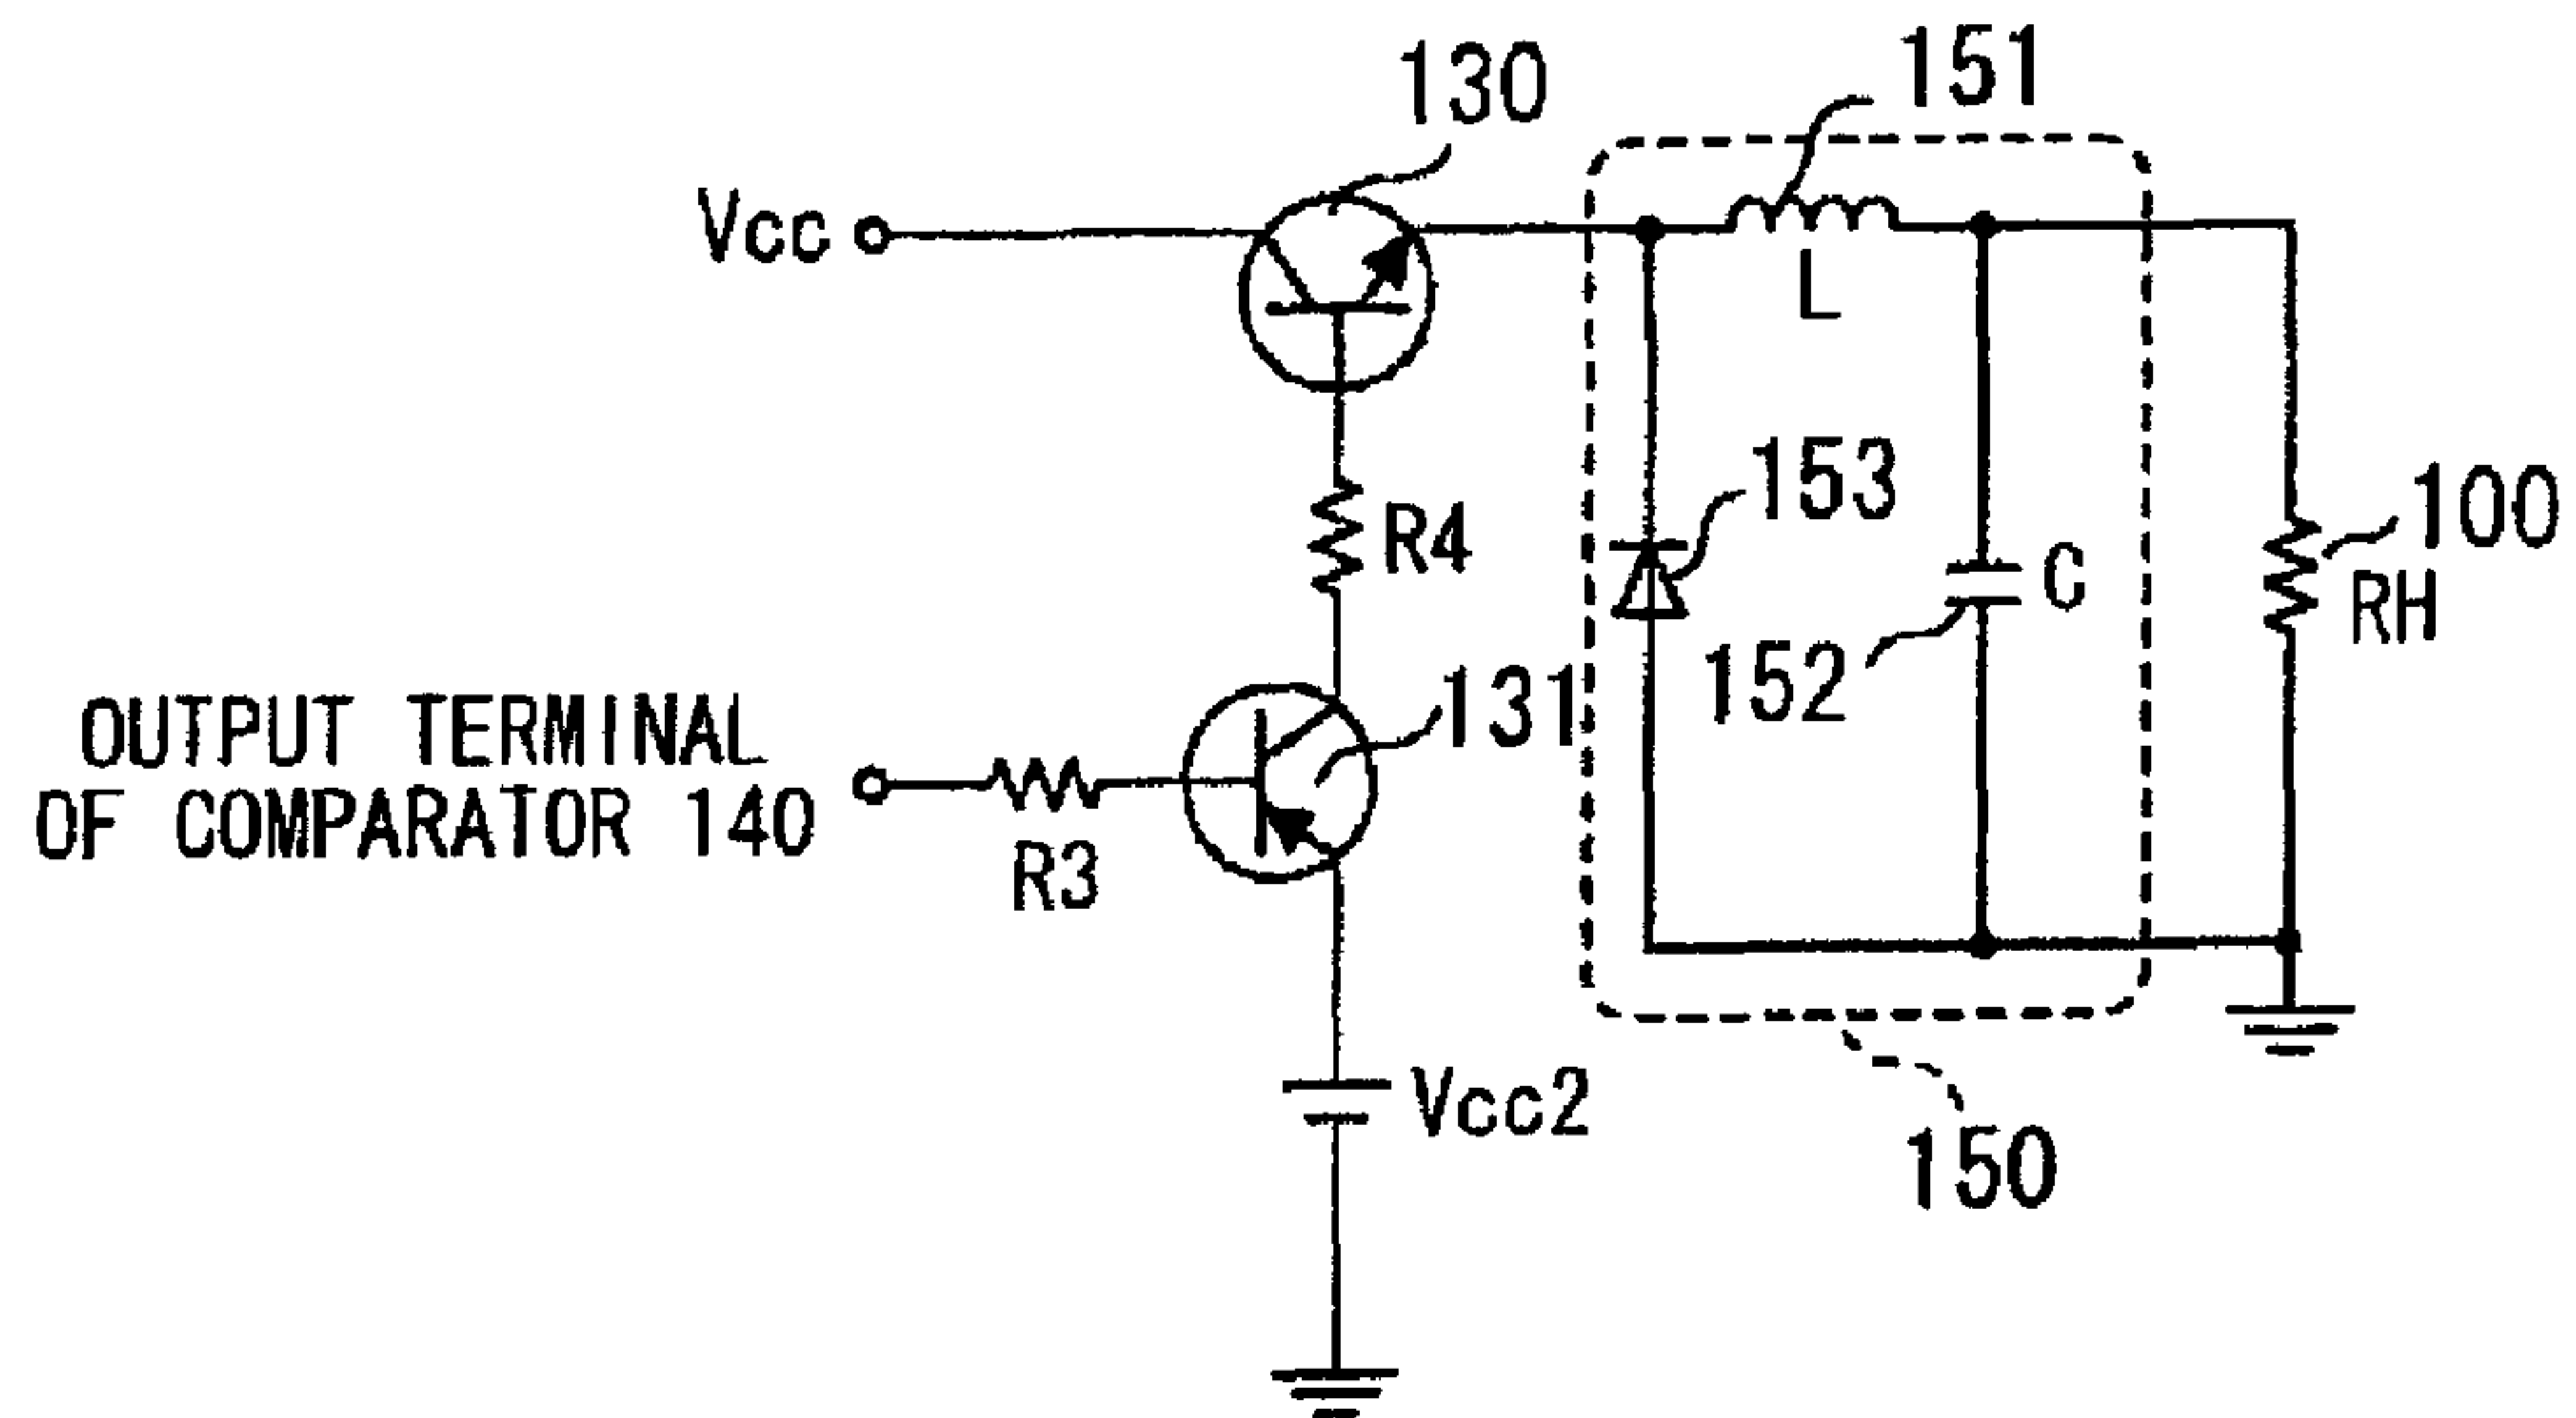 130
151
Vcc
L
R4
153
C
152
100
RH
OUTPUT TERMINAL
OF COMPARATOR 140
R3
131
Vcc2
150